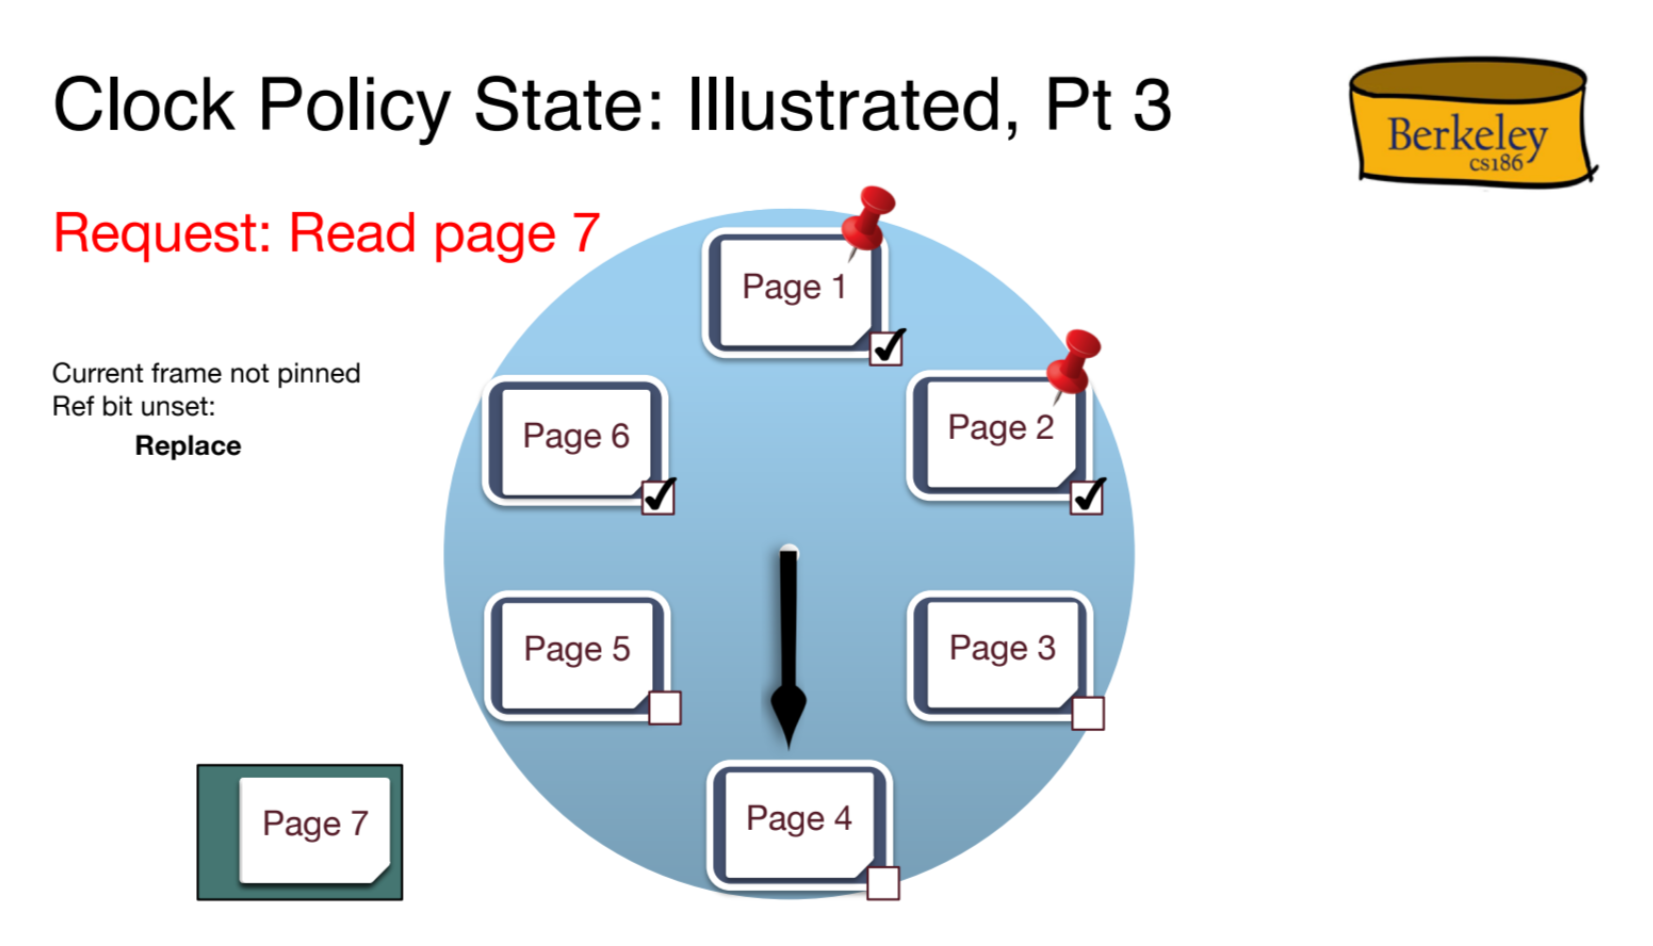 Clock Policy State: Illustrated, Pt 3
Berkeley
cs186
Request: Read page 7
Current frame not pinned
Ref bit unset:
Replace
Page 1
Page 2
Page 6
Page 5
Page 3
Page 4
Page 7